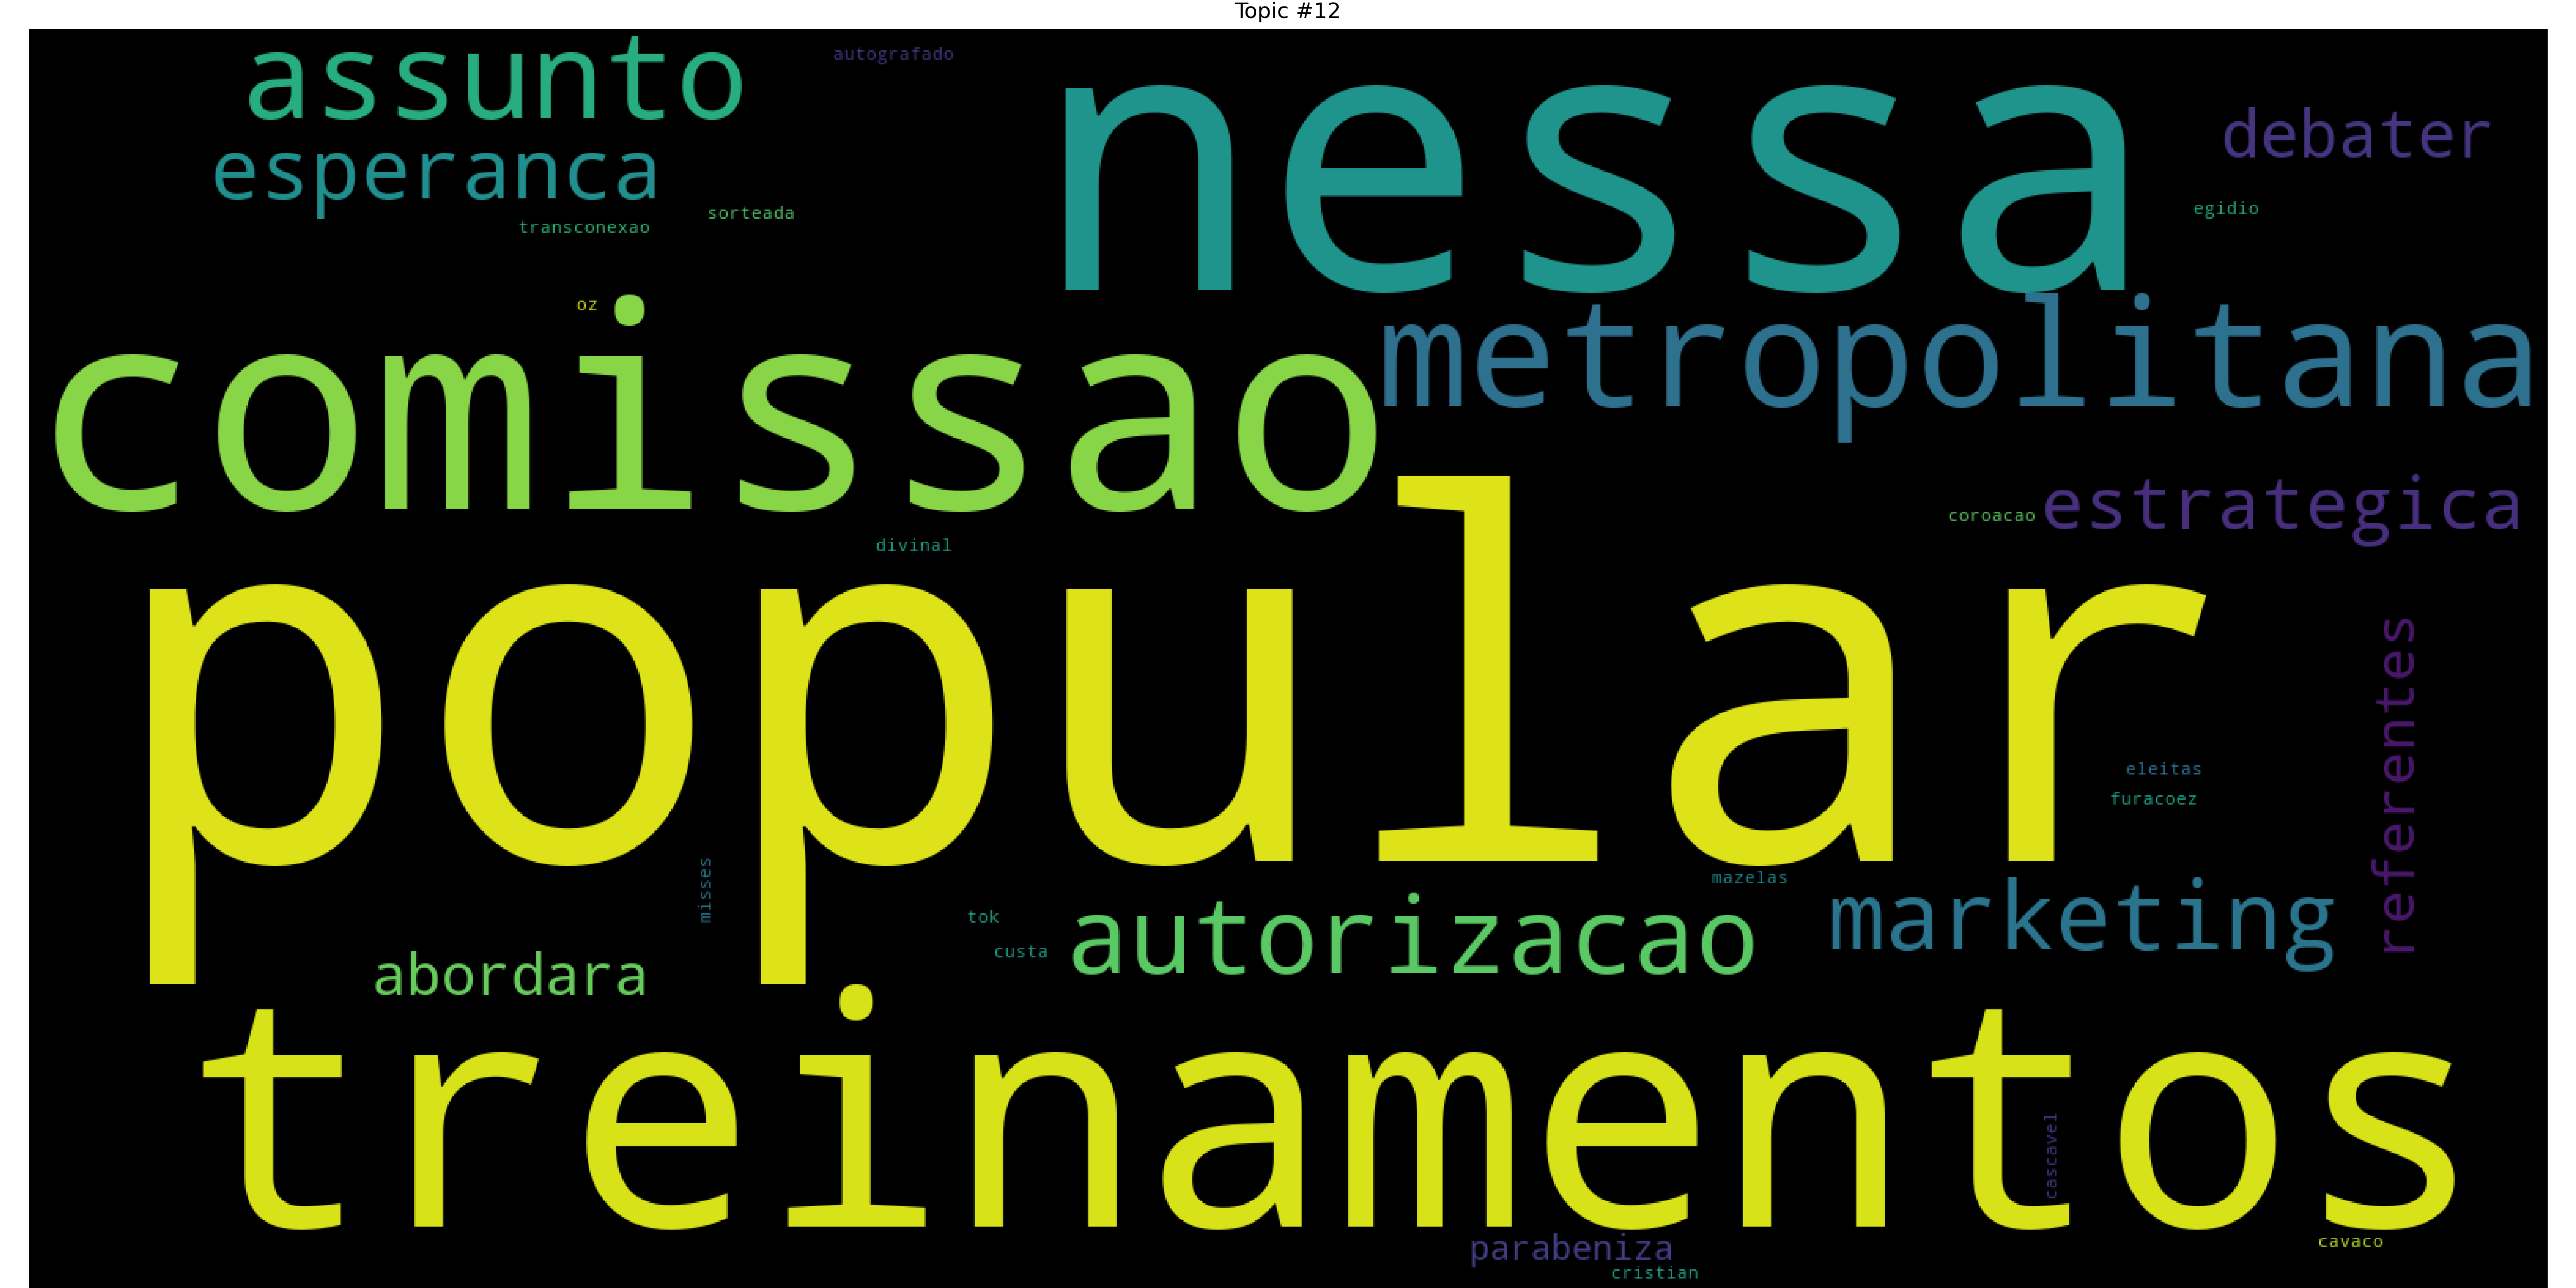 Topic #12
assunto
autografado
nessa
debater
esperanca
sorteada
transconexao
egidio
oz
comissao
metropolitana
estrategica
coroacao
divinal
popular
referentes
eleitas
furacoez
misses
mazelas
tok
custa
autorizacao
marketing
abordara
treinamentos
cascavel
parabeniza
cavaco
cristian